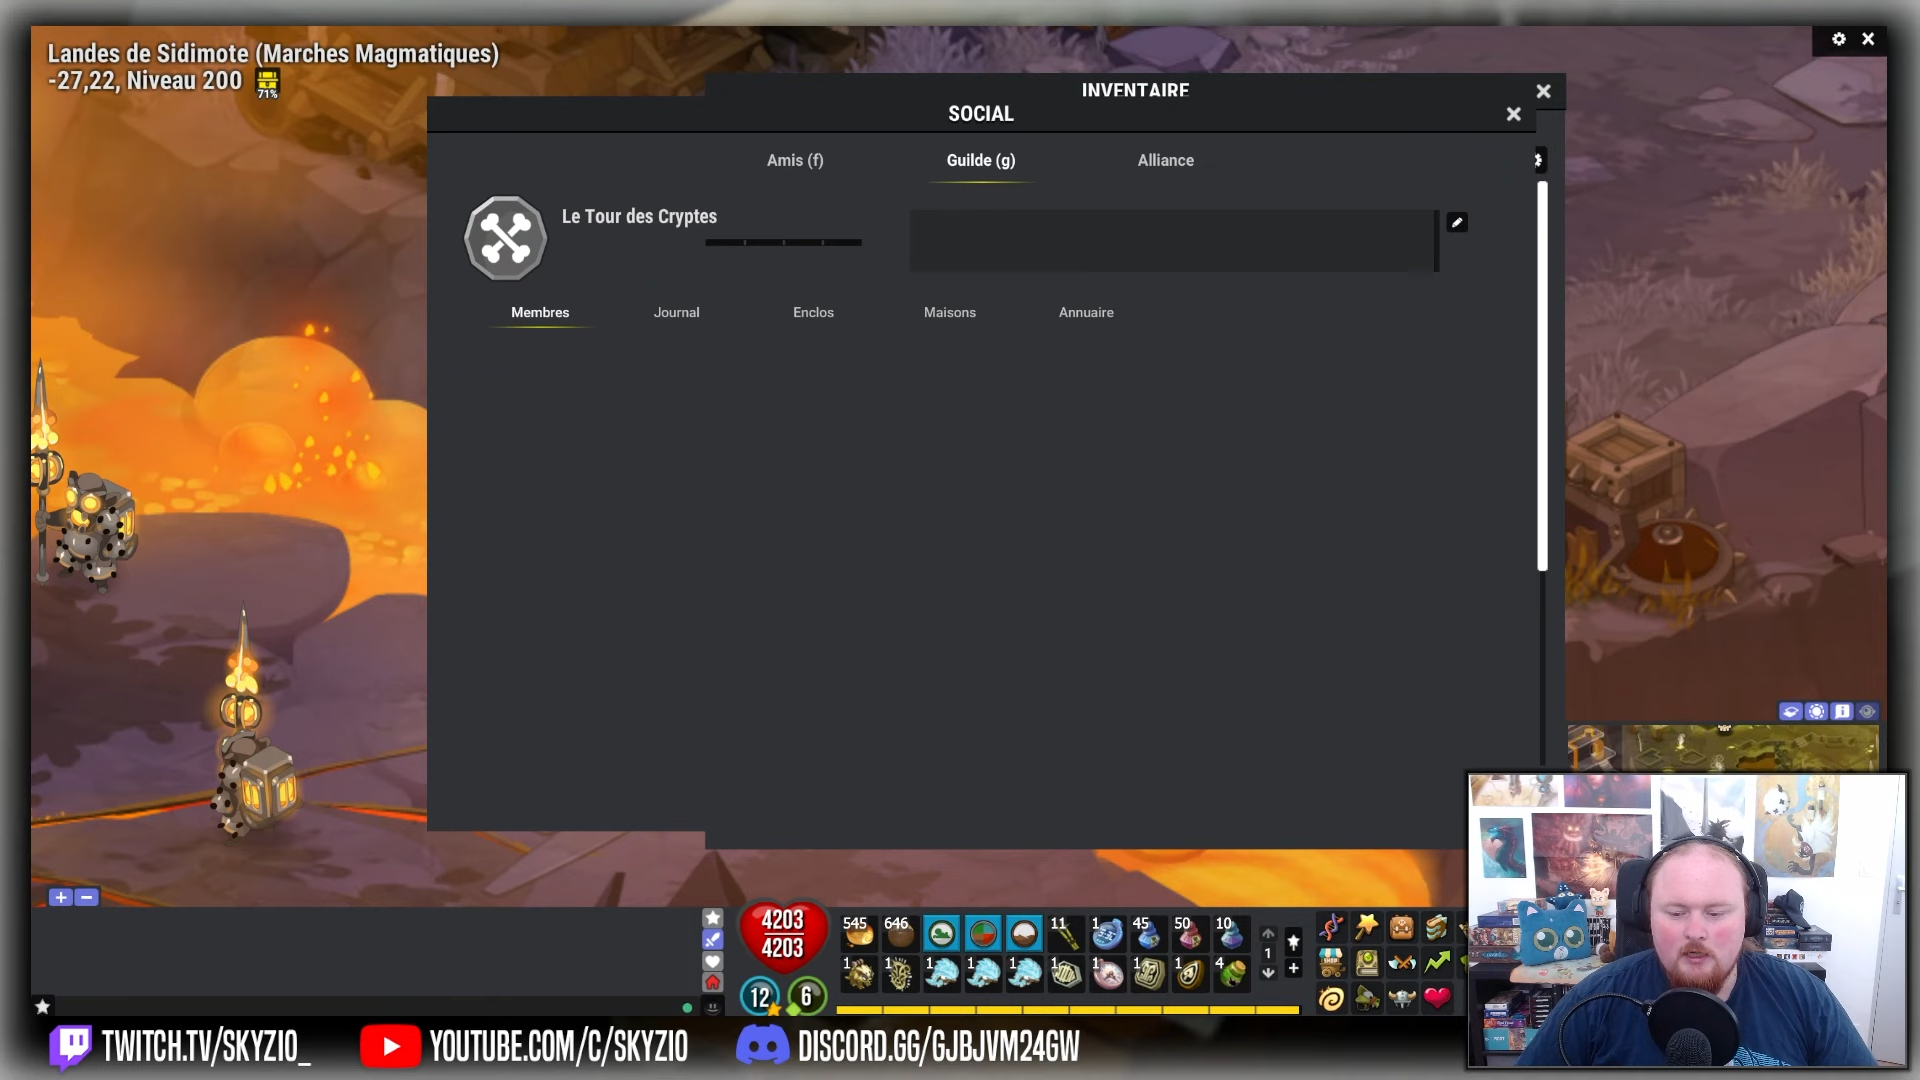 Landes de Sidimote (Marches Magmatiques)
-27,22, Niveau 200
71%
INVENTAIRE
SOCIAL
Amis (f)
Guilde (g)
Alliance
Le Tour des Cryptes
Membres
Journal
Enclos
Maisons
Annuaire
4203
4203
12
6
545
646
11
1
45
50
10
1
1
1
1
1
1
1
1
1
4
1
SHOP
TWITCH.TV/SKYZIO_
YOUTUBE.COM/C/SKYZIO
DISCORD.GG/GJBJVM24GW